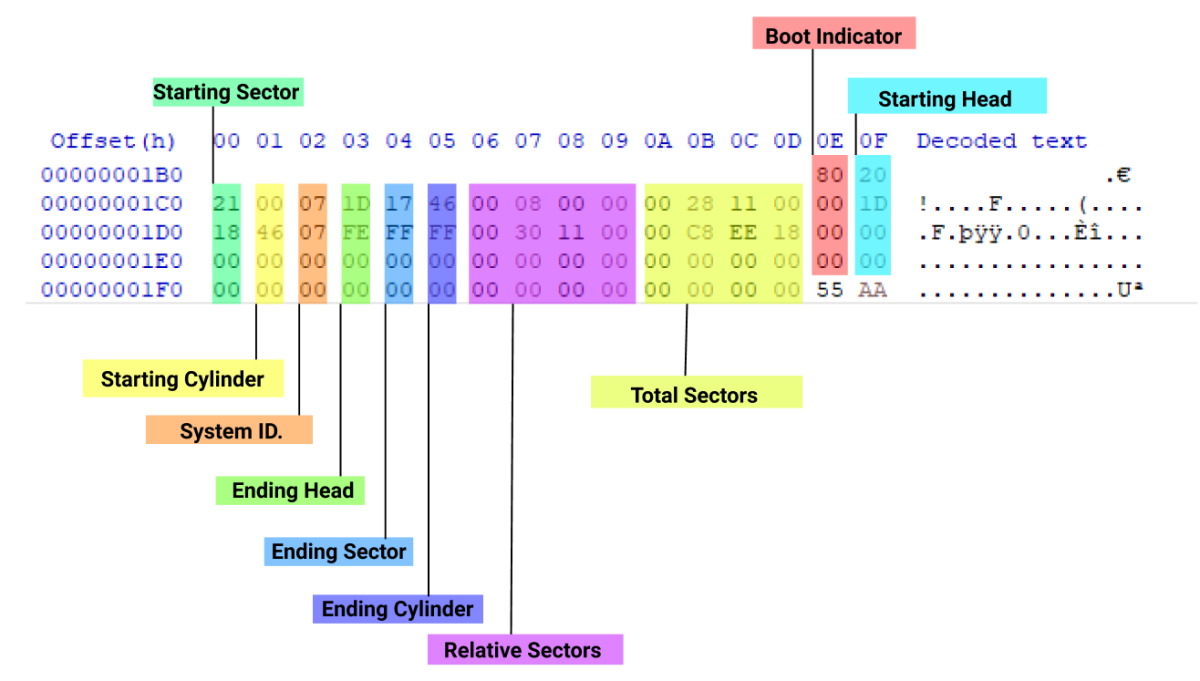 Boot Indicator
Starting Sector
Starting Head
Offset(h) 00 01 02 03 04 05 06 07 08 09 0A 0B 0C 0D 0E 0F Decoded text
00000001B0 80 20 .€
00000001C0 21 00 07 1D 17 46 00 08 00 00 00 28 11 00 00 1D !....F.....(....
00000001D0 18 46 07 FE FF FF 00 30 11 00 00 C8 EE 18 00 00 .F.þÿÿ.0...Èî...
00000001E0 00 00 00 00 00 00 00 00 00 00 00 00 00 00 00 00 ................
00000001F0 00 00 00 00 00 00 00 00 00 00 00 00 00 00 55 AA ..............Uª
Starting Cylinder
Total Sectors
System ID.
Ending Head
Ending Sector
Ending Cylinder
Relative Sectors